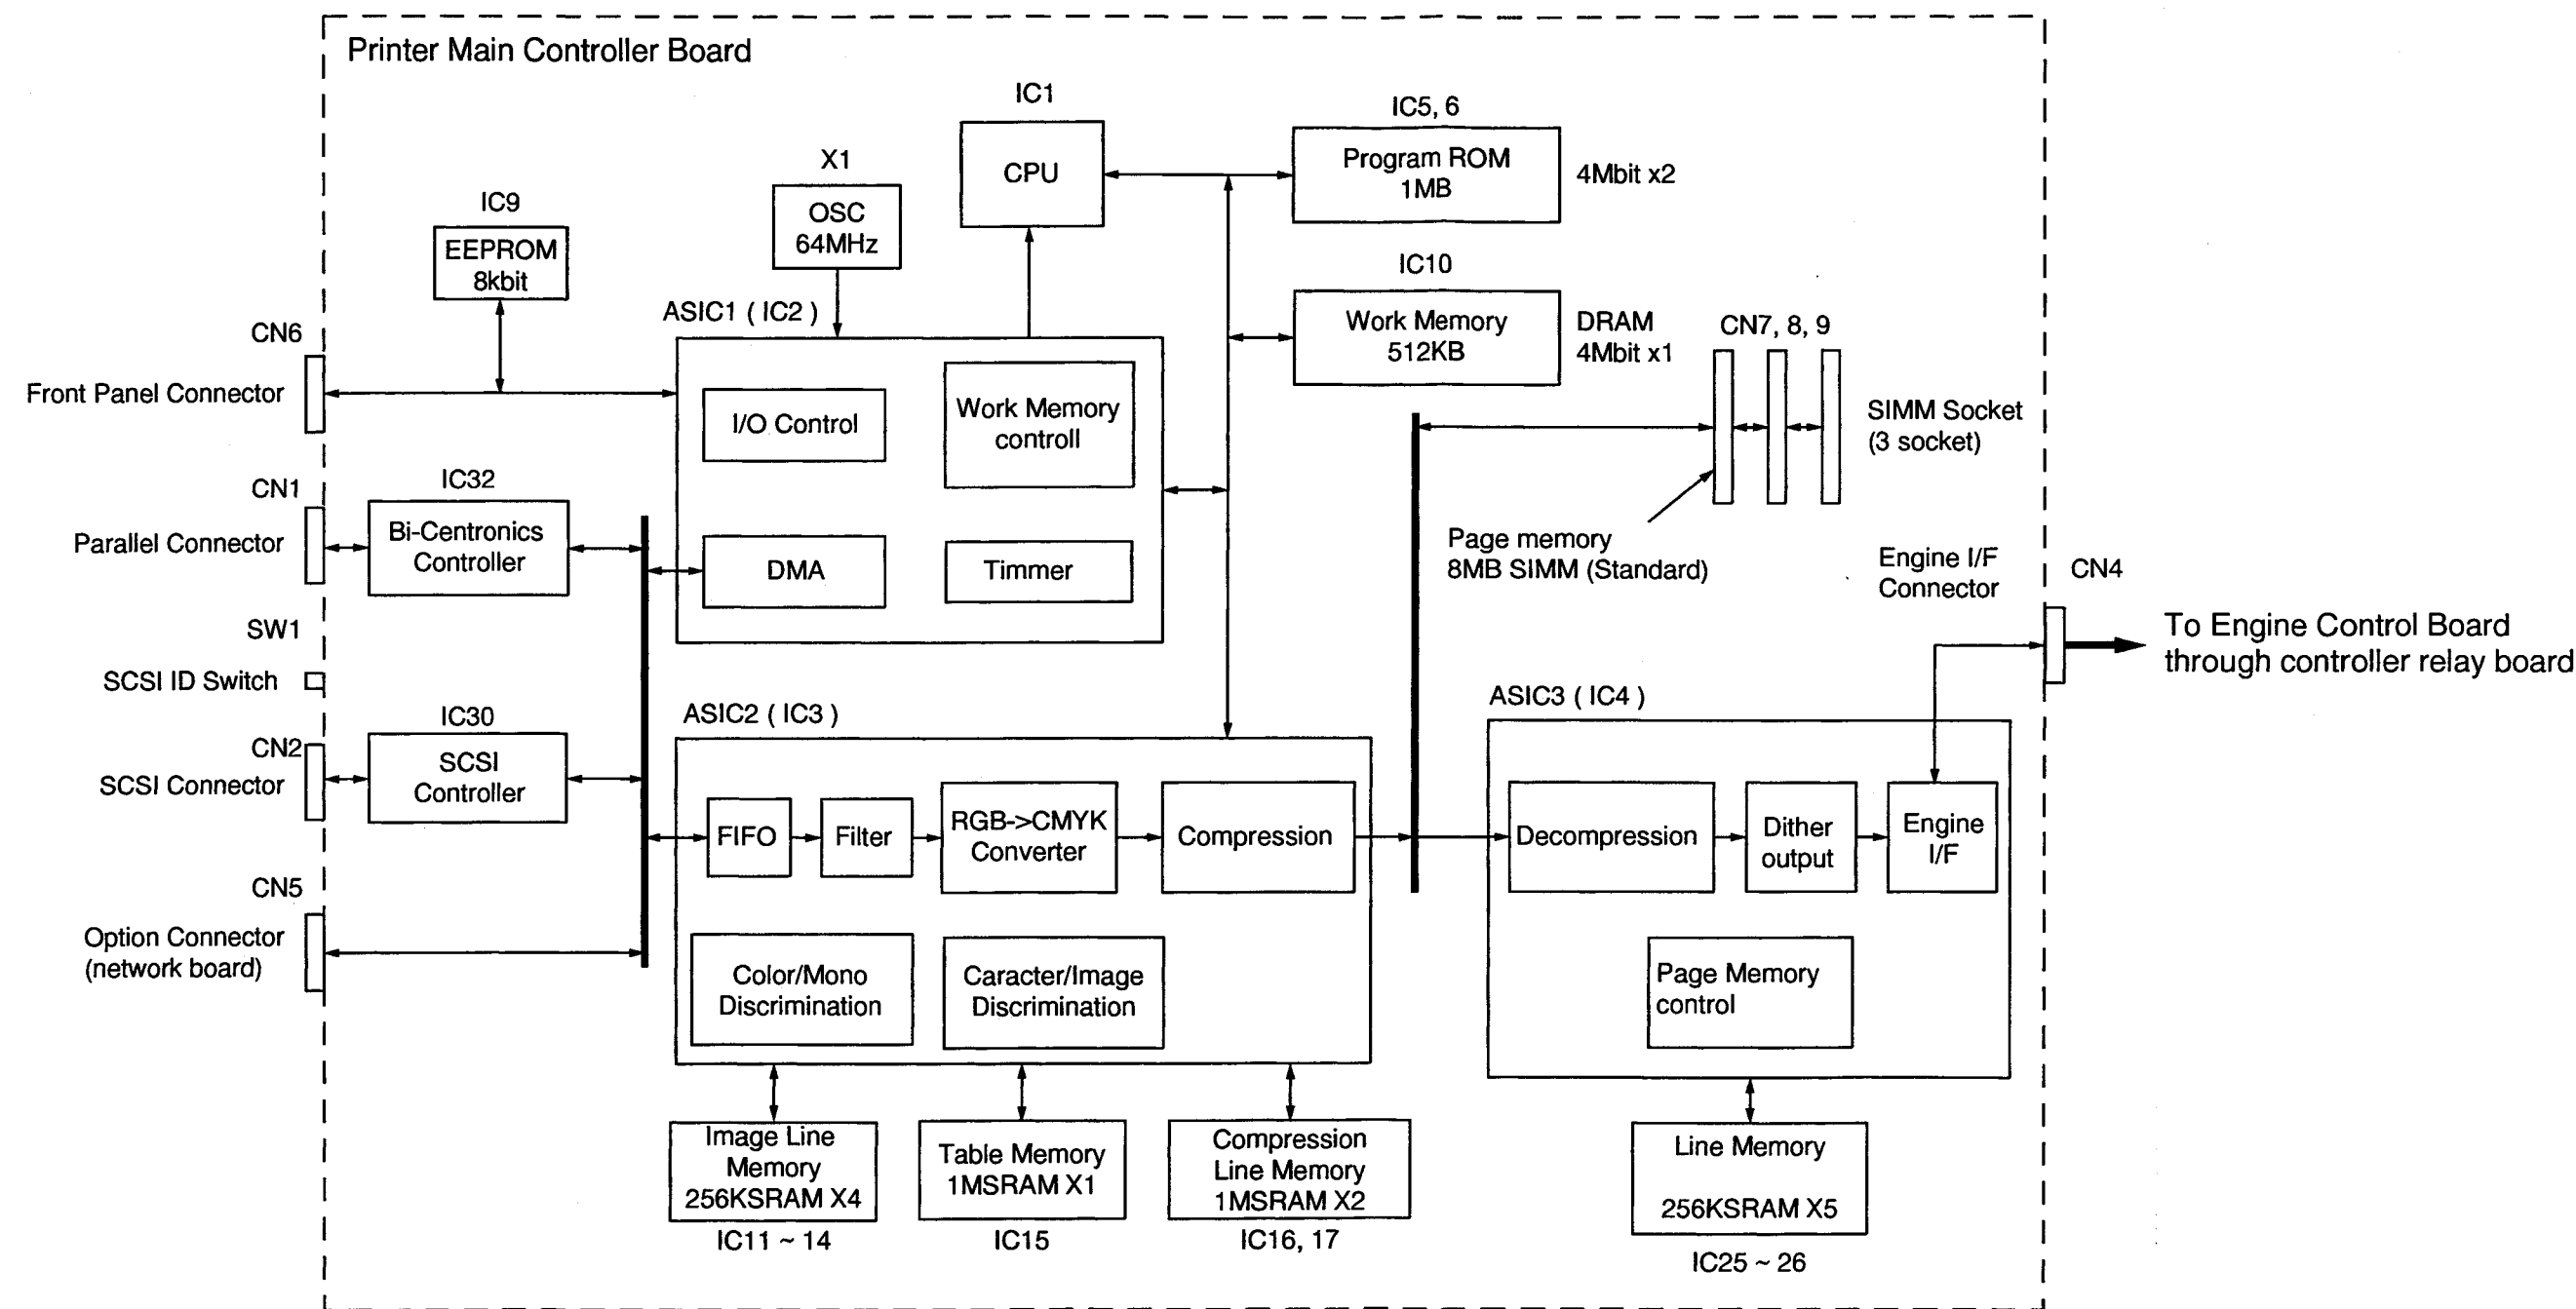 Printer Main Controller Board
IC1
CPU
IC5, 6
Program ROM
1MB
4Mbit x2
X1
OSC
64MHz
IC9
EEPROM
8kbit
IC10
Work Memory
512KB
DRAM
4Mbit x1
CN7, 8, 9
SIMM Socket
(3 socket)
Page memory
8MB SIMM (Standard)
CN6
Front Panel Connector
CN1
Parallel Connector
IC32
Bi-Centronics
Controller
SW1
SCSI ID Switch
CN2
SCSI Connector
IC30
SCSI
Controller
CN5
Option Connector
(network board)
ASIC1 ( IC2 )
I/O Control
Work Memory
controll
DMA
Timmer
ASIC2 ( IC3 )
FIFO
Filter
RGB->CMYK
Converter
Compression
Color/Mono
Discrimination
Caracter/Image
Discrimination
Image Line
Memory
256KSRAM X4
IC11 ~ 14
Table Memory
1MSRAM X1
IC15
Compression
Line Memory
1MSRAM X2
IC16, 17
Engine I/F
Connector
CN4
To Engine Control Board
through controller relay board
ASIC3 ( IC4 )
Decompression
Dither
output
Engine
I/F
Page Memory
control
Line Memory
256KSRAM X5
IC25 ~ 26